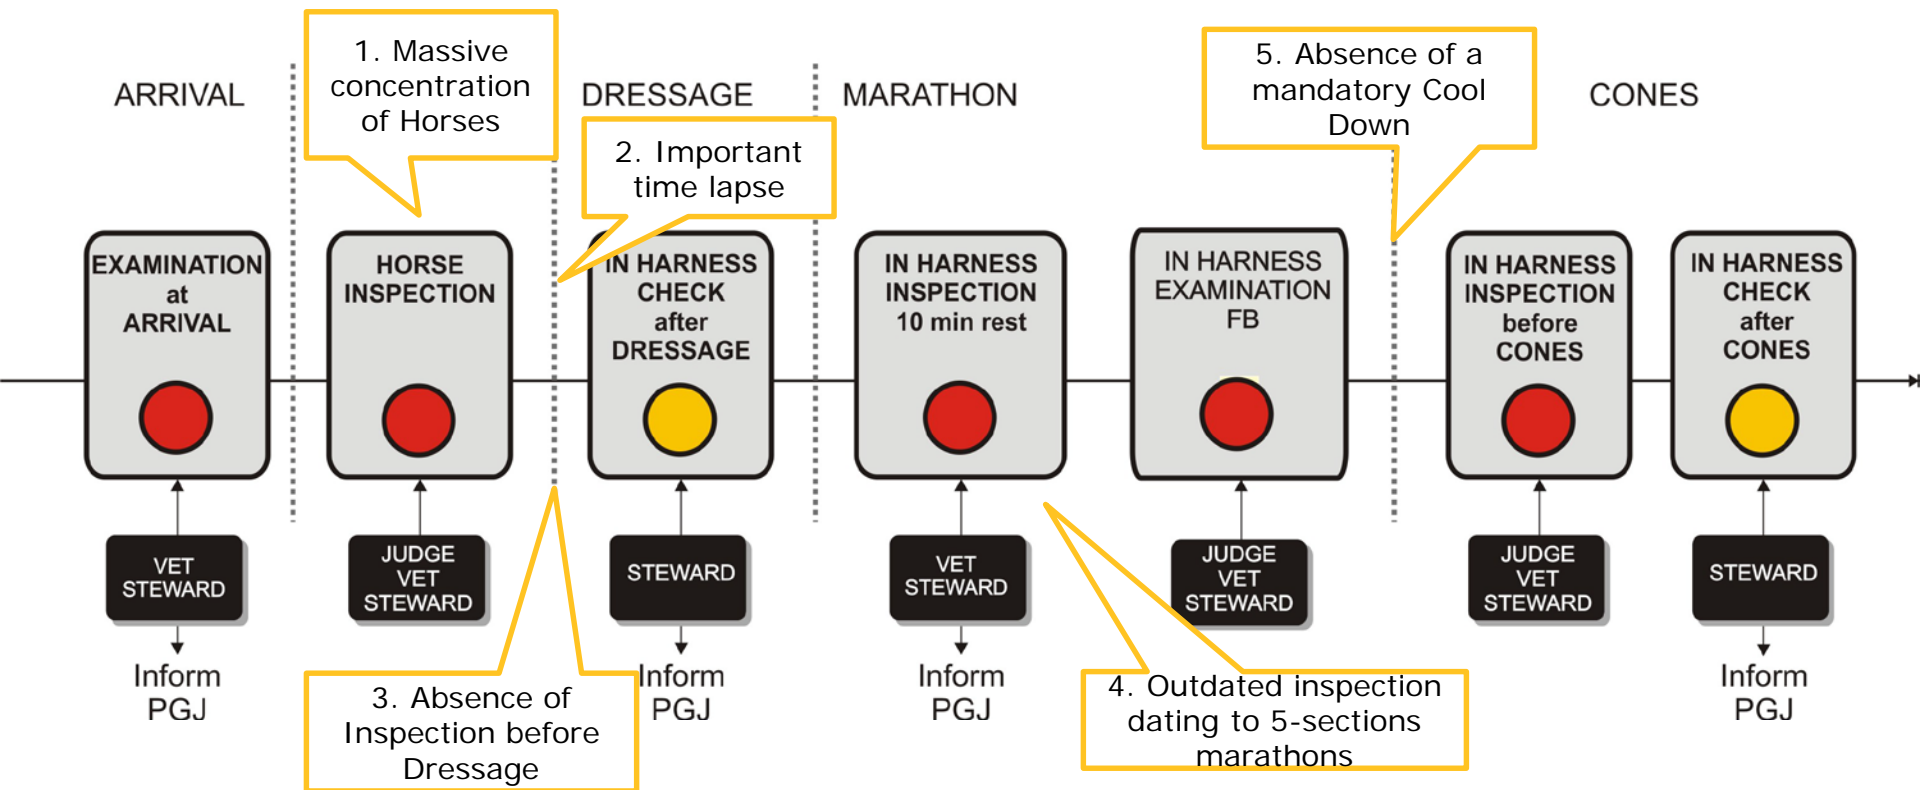 ARRIVAL
1. Massive
concentration
of Horses
DRESSAGE
MARATHON
5. Absence of a
mandatory Cool
Down
CONES
2. Important
time lapse
EXAMINATION
at
ARRIVAL
HORSE
INSPECTION
IN HARNESS
CHECK
after
DRESSAGE
IN HARNESS
INSPECTION
10 min rest
IN HARNESS
EXAMINATION
FB
IN HARNESS
INSPECTION
before
CONES
IN HARNESS
CHECK
after
CONES
VET
STEWARD
JUDGE
VET
STEWARD
STEWARD
VET
STEWARD
JUDGE
VET
STEWARD
JUDGE
VET
STEWARD
STEWARD
Inform
PGJ
3. Absence of
Inspection before
Dressage
Inform
PGJ
Inform
PGJ
4. Outdated inspection
dating to 5-sections
marathons
Inform
PGJ